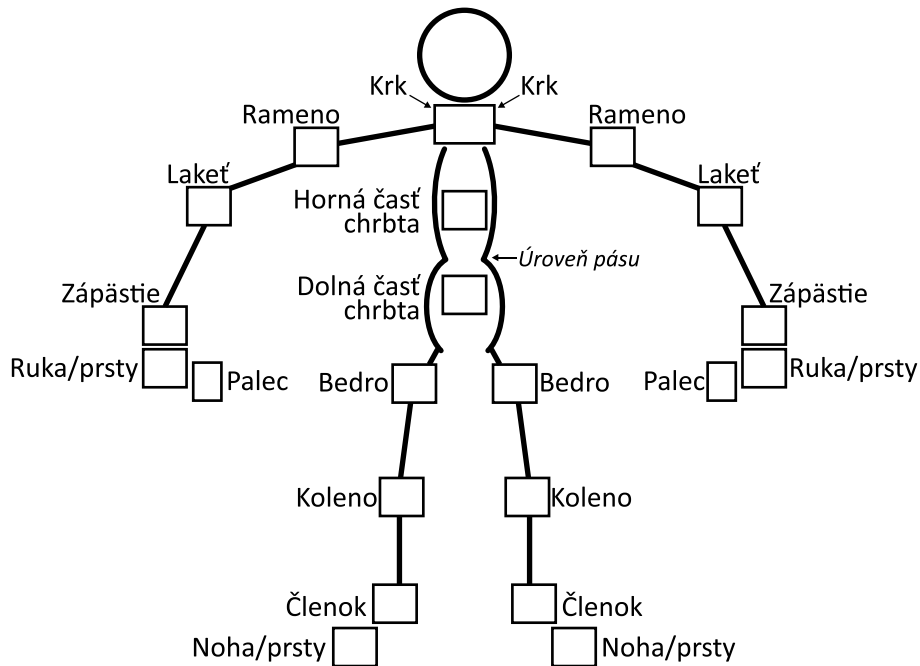 Krk Krk
Rameno Rameno
Lakeť Lakeť
Horná časť
chrbta
Úroveň pásu
Dolná časť
chrbta
Zápästie Zápästie
Ruka/prsty Palec Bedro Bedro Palec Ruka/prsty
Koleno Koleno
Členok Členok
Noha/prsty Noha/prsty